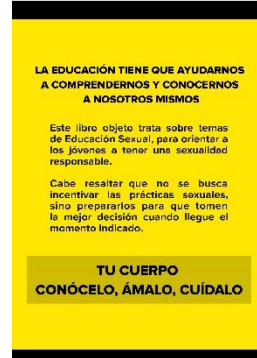 LA EDUCACIÓN TIENE QUE AYUDARNOS
A COMPRENDERNOS Y CONOCERNOS
A NOSOTROS MISMOS
Este libro objeto trata sobre temas
de Educación Sexual, para orientar a
los jóvenes a tener una sexualidad
responsable.
Cabe resaltar que no se busca
incentivar las prácticas sexuales,
sino prepararlos para que tomen
la mejor decisión cuando llegue el
momento indicado.
TU CUERPO
CONÓCELO, ÁMALO, CUÍDALO